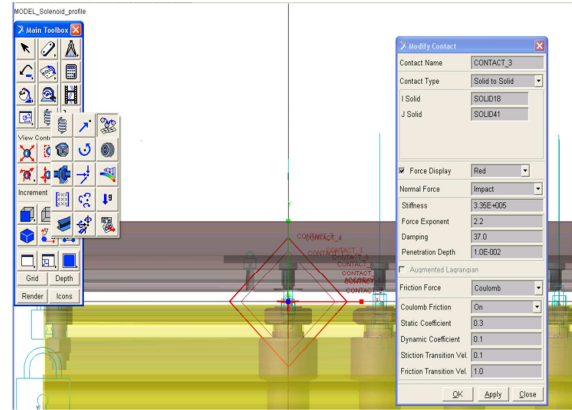 MODEL_Solenoid_profile
Main Toolbox
View Contr
Increment
Grid Depth
Render Icons
CONTACT_3
CONTACT
CONTACT
Modify Contact
Contact Name CONTACT_3
Contact Type Solid to Solid
I Solid SOLID18
J Solid SOLID41
Force Display Red
Normal Force Impact
Stiffness 3.35E+005
Force Exponent 2.2
Damping 37.0
Penetration Depth 1.0E-002
Augmented Lagrangian
Friction Force Coulomb
Coulomb Friction On
Static Coefficient 0.3
Dynamic Coefficient 0.1
Stiction Transition Vel. 0.1
Friction Transition Vel. 1.0
OK Apply Close